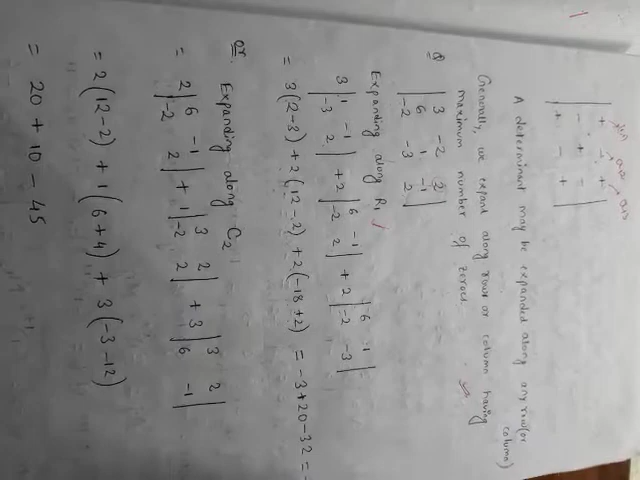 | + - + |
| - + - |
| + - + |
A determinant may be expanded along any row (or column)
Generally, we expand along rows or column having
maximum number of zeroes.
Q | 3 -2 2 |
| 6 1 -1 |
| -2 -3 2 |
Expanding along R1
3 | 1 -1 | + 2 | 6 -1 | + 2 | 6 1 |
| -3 2 | | -2 2 | | -2 -3 |
= 3(2-3) + 2(12-2) + 2(-18+2) = -3+20-32 = -
or Expanding along C2
= 2 | 6 -1 | + 1 | 3 2 | + 3 | 3 2 |
| -2 2 | | -2 2 | | 6 -1 |
= 2(12-2) + 1(6+4) + 3(-3-12)
= 20 + 10 - 45